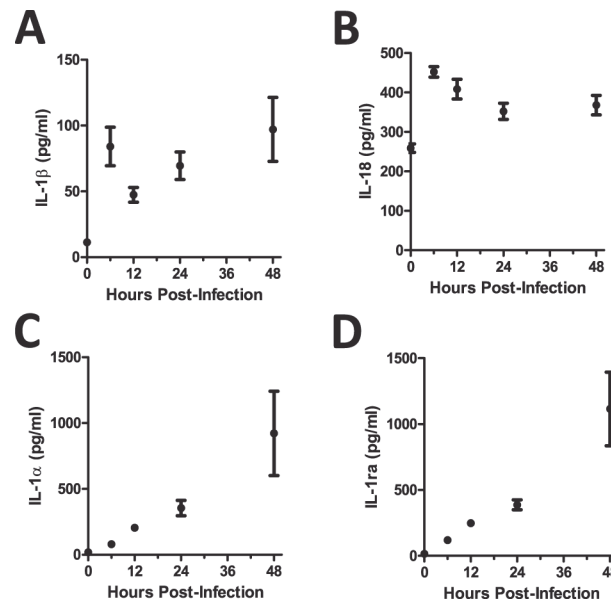 A
150
100
50
0
IL-1β (pg/ml)
0 12 24 36 48
Hours Post-Infection
B
500
400
300
200
100
0
IL-18 (pg/ml)
0 12 24 36 48
Hours Post-Infection
C
1500
1000
500
0
IL-1α (pg/ml)
0 12 24 36 48
Hours Post-Infection
D
1500
1000
500
0
IL-1ra (pg/ml)
0 12 24 36
Hours Post-Infection